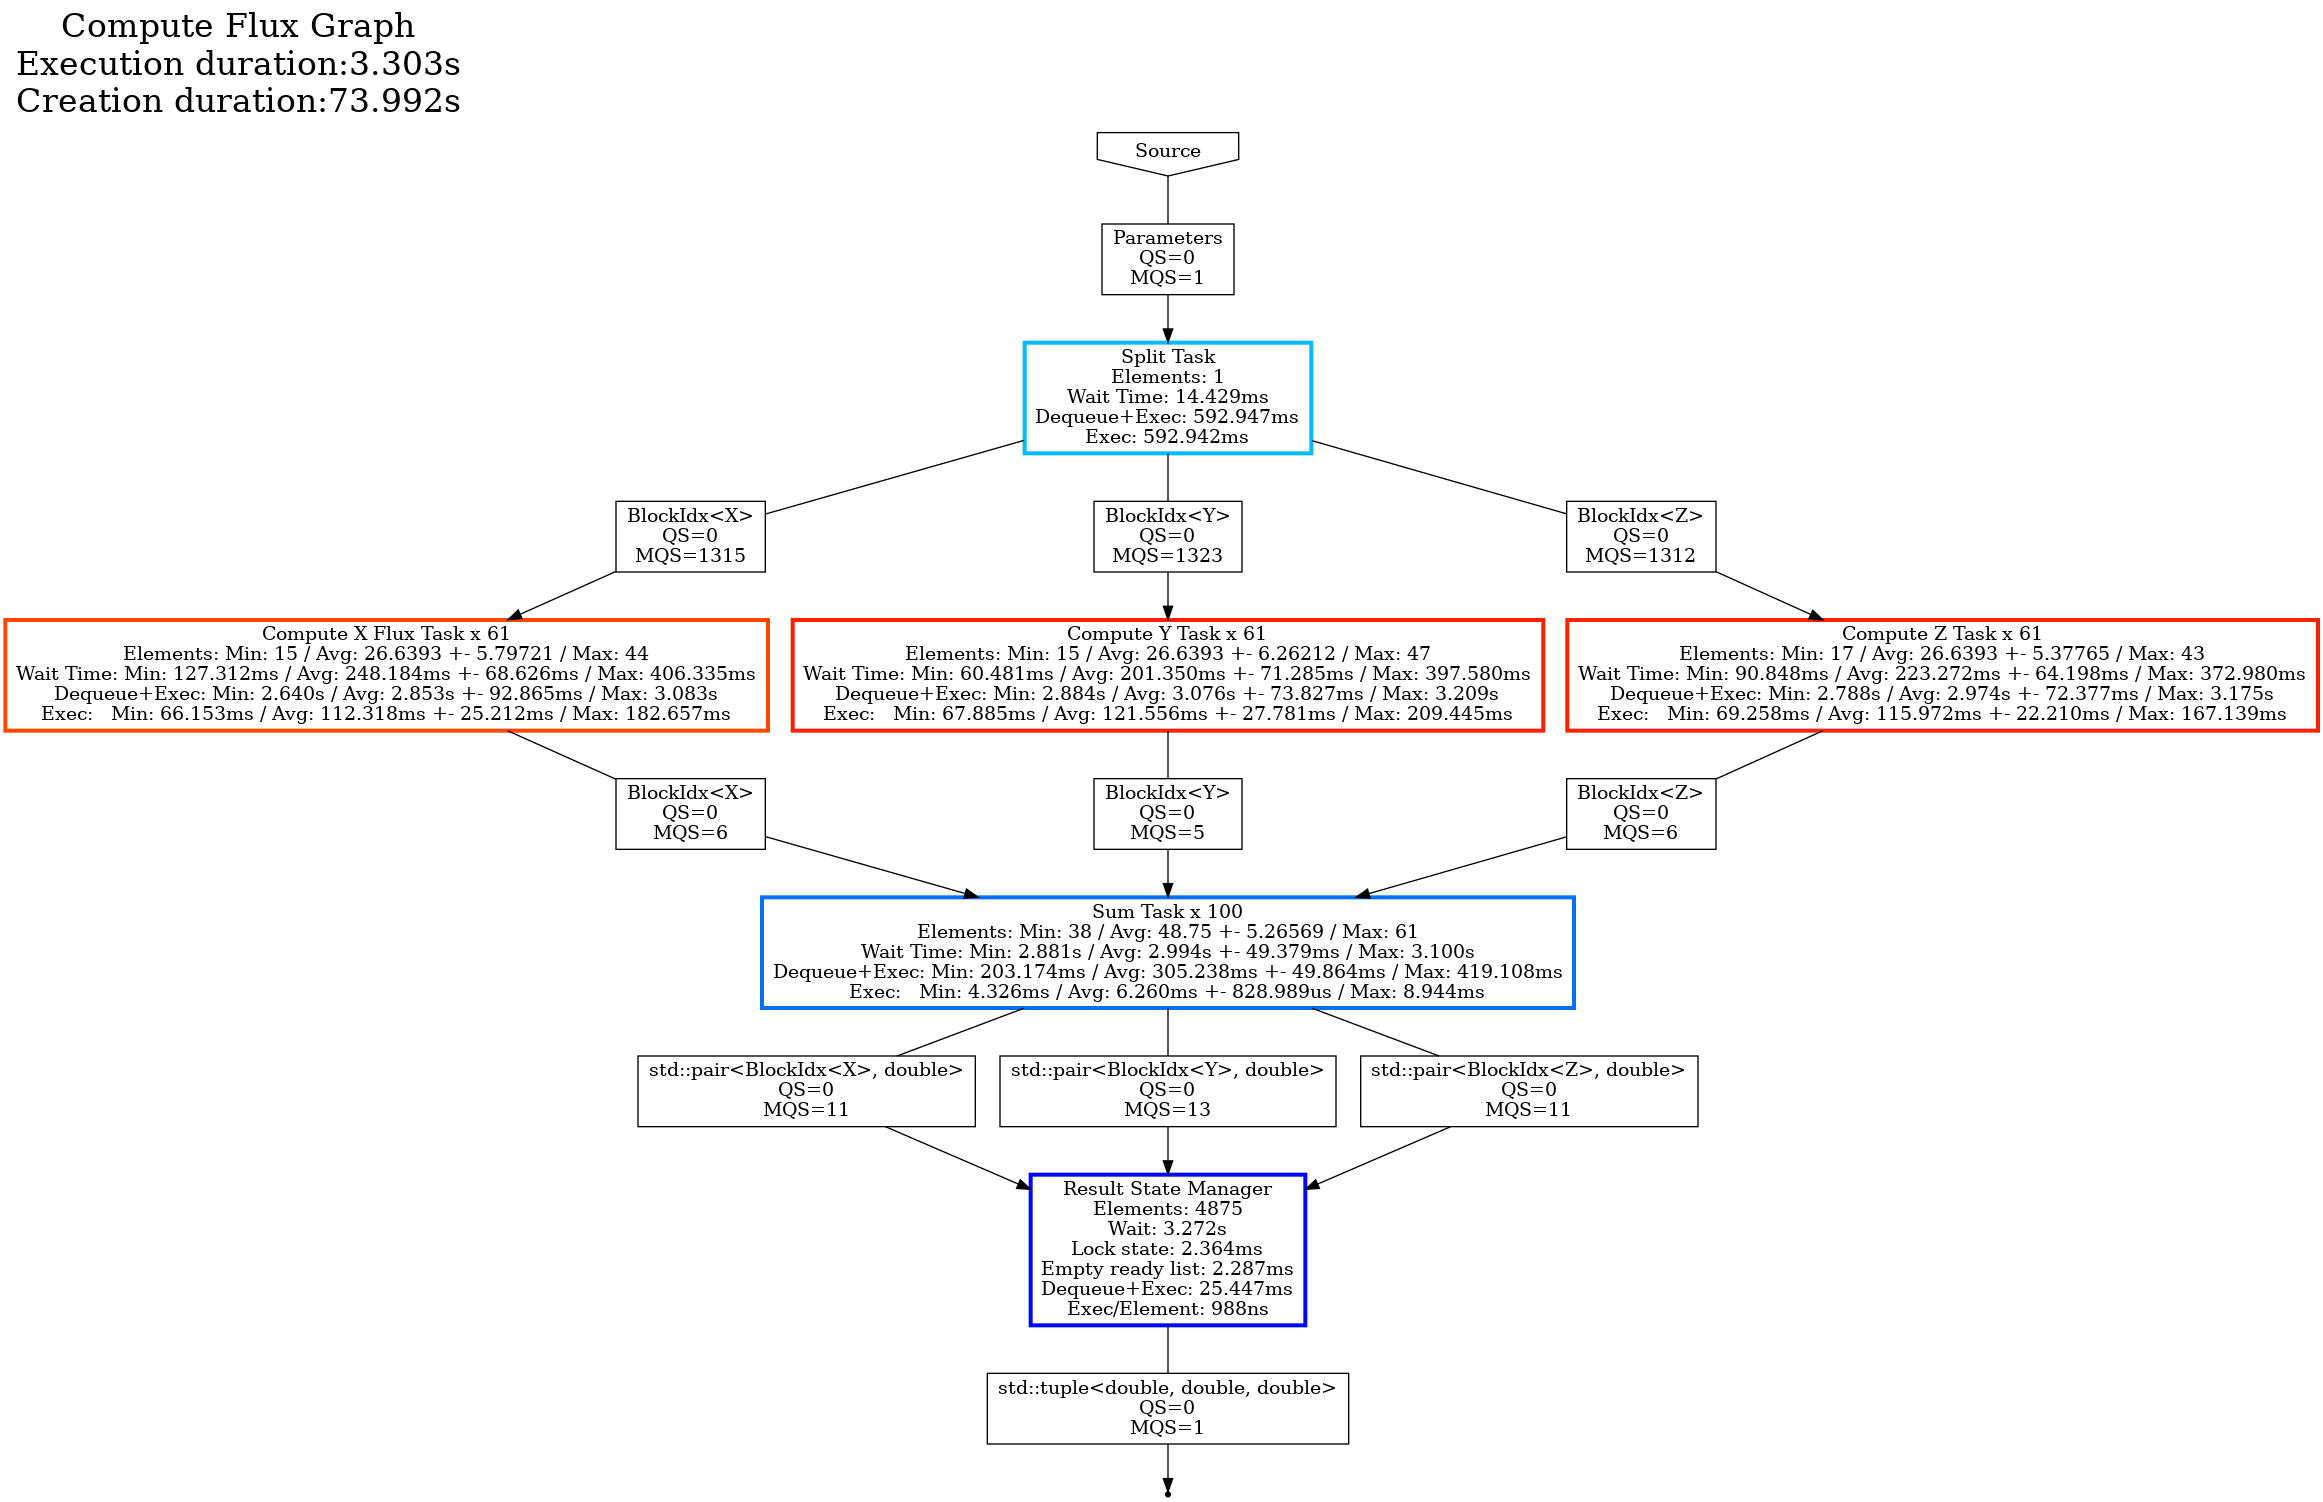 Compute Flux Graph
Execution duration:3.303s
Creation duration:73.992s
Source
Parameters
QS=0
MQS=1
Split Task
Elements: 1
Wait Time: 14.429ms
Dequeue+Exec: 592.947ms
Exec: 592.942ms
BlockIdx<X>
QS=0
MQS=1315
BlockIdx<Y>
QS=0
MQS=1323
BlockIdx<Z>
QS=0
MQS=1312
Compute X Flux Task x 61
Elements: Min: 15 / Avg: 26.6393 +- 5.79721 / Max: 44
Wait Time: Min: 127.312ms / Avg: 248.184ms +- 68.626ms / Max: 406.335ms
Dequeue+Exec: Min: 2.640s / Avg: 2.853s +- 92.865ms / Max: 3.083s
Exec:   Min: 66.153ms / Avg: 112.318ms +- 25.212ms / Max: 182.657ms
Compute Y Task x 61
Elements: Min: 15 / Avg: 26.6393 +- 6.26212 / Max: 47
Wait Time: Min: 60.481ms / Avg: 201.350ms +- 71.285ms / Max: 397.580ms
Dequeue+Exec: Min: 2.884s / Avg: 3.076s +- 73.827ms / Max: 3.209s
Exec:   Min: 67.885ms / Avg: 121.556ms +- 27.781ms / Max: 209.445ms
Compute Z Task x 61
Elements: Min: 17 / Avg: 26.6393 +- 5.37765 / Max: 43
Wait Time: Min: 90.848ms / Avg: 223.272ms +- 64.198ms / Max: 372.980ms
Dequeue+Exec: Min: 2.788s / Avg: 2.974s +- 72.377ms / Max: 3.175s
Exec:   Min: 69.258ms / Avg: 115.972ms +- 22.210ms / Max: 167.139ms
BlockIdx<X>
QS=0
MQS=6
BlockIdx<Y>
QS=0
MQS=5
BlockIdx<Z>
QS=0
MQS=6
Sum Task x 100
Elements: Min: 38 / Avg: 48.75 +- 5.26569 / Max: 61
Wait Time: Min: 2.881s / Avg: 2.994s +- 49.379ms / Max: 3.100s
Dequeue+Exec: Min: 203.174ms / Avg: 305.238ms +- 49.864ms / Max: 419.108ms
Exec:   Min: 4.326ms / Avg: 6.260ms +- 828.989us / Max: 8.944ms
std::pair<BlockIdx<X>, double>
QS=0
MQS=11
std::pair<BlockIdx<Y>, double>
QS=0
MQS=13
std::pair<BlockIdx<Z>, double>
QS=0
MQS=11
Result State Manager
Elements: 4875
Wait: 3.272s
Lock state: 2.364ms
Empty ready list: 2.287ms
Dequeue+Exec: 25.447ms
Exec/Element: 988ns
std::tuple<double, double, double>
QS=0
MQS=1